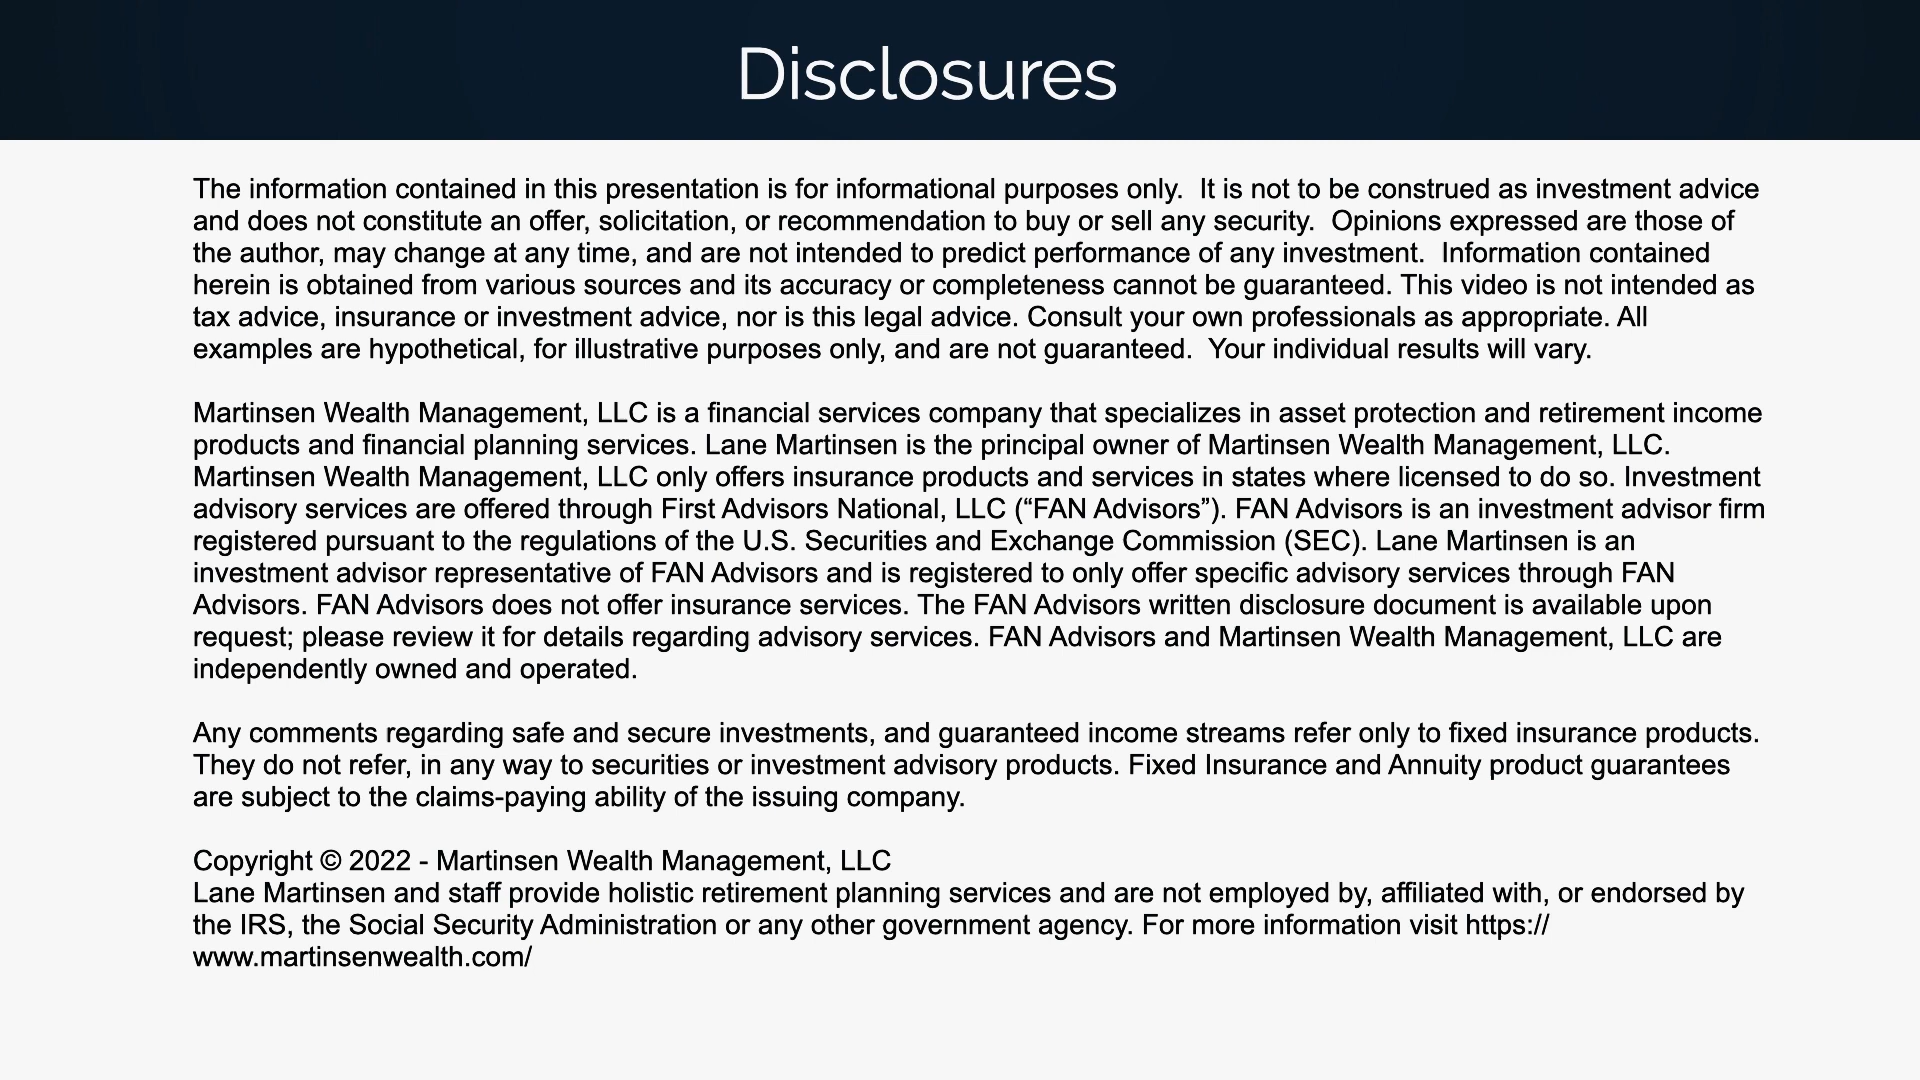 Disclosures
The information contained in this presentation is for informational purposes only.  It is not to be construed as investment advice
and does not constitute an offer, solicitation, or recommendation to buy or sell any security.  Opinions expressed are those of
the author, may change at any time, and are not intended to predict performance of any investment.  Information contained
herein is obtained from various sources and its accuracy or completeness cannot be guaranteed. This video is not intended as
tax advice, insurance or investment advice, nor is this legal advice. Consult your own professionals as appropriate. All
examples are hypothetical, for illustrative purposes only, and are not guaranteed.  Your individual results will vary.
Martinsen Wealth Management, LLC is a financial services company that specializes in asset protection and retirement income
products and financial planning services. Lane Martinsen is the principal owner of Martinsen Wealth Management, LLC.
Martinsen Wealth Management, LLC only offers insurance products and services in states where licensed to do so. Investment
advisory services are offered through First Advisors National, LLC (“FAN Advisors”). FAN Advisors is an investment advisor firm
registered pursuant to the regulations of the U.S. Securities and Exchange Commission (SEC). Lane Martinsen is an
investment advisor representative of FAN Advisors and is registered to only offer specific advisory services through FAN
Advisors. FAN Advisors does not offer insurance services. The FAN Advisors written disclosure document is available upon
request; please review it for details regarding advisory services. FAN Advisors and Martinsen Wealth Management, LLC are
independently owned and operated.
Any comments regarding safe and secure investments, and guaranteed income streams refer only to fixed insurance products.
They do not refer, in any way to securities or investment advisory products. Fixed Insurance and Annuity product guarantees
are subject to the claims-paying ability of the issuing company.
Copyright © 2022 - Martinsen Wealth Management, LLC
Lane Martinsen and staff provide holistic retirement planning services and are not employed by, affiliated with, or endorsed by
the IRS, the Social Security Administration or any other government agency. For more information visit https://
www.martinsenwealth.com/